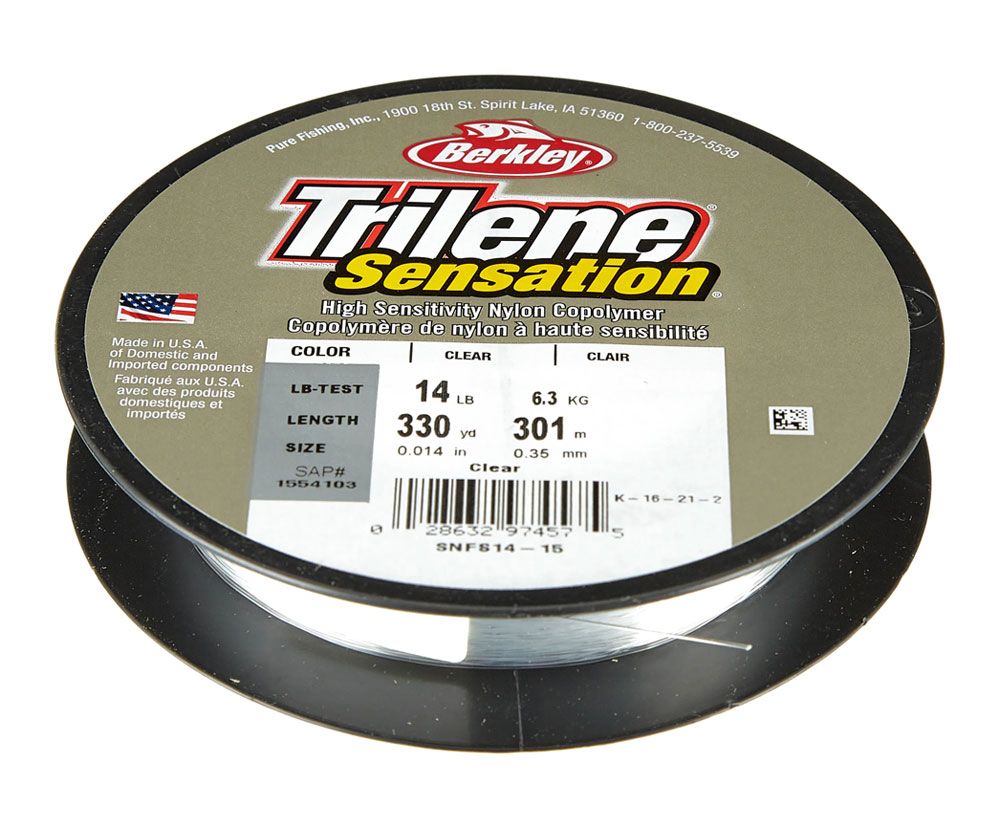 Pure Fishing, Inc., 1900 18th St. Spirit Lake, IA 51360 1-800-237-5539
Berkley®
Trilene®
Sensation®
High Sensitivity Nylon Copolymer
Copolymère de nylon à haute sensibilité
Made in U.S.A.
of Domestic and
Imported components
Fabriqué aux U.S.A.
avec des produits
domestiques et
importés
COLOR | CLEAR | CLAIR
LB-TEST 14 LB 6.3 KG
LENGTH 330 yd 301 m
SIZE 0.014 in 0.35 mm
SAP# Clear
1554103
K-16-21-2
0 28632 97457 5
SNFS14-15